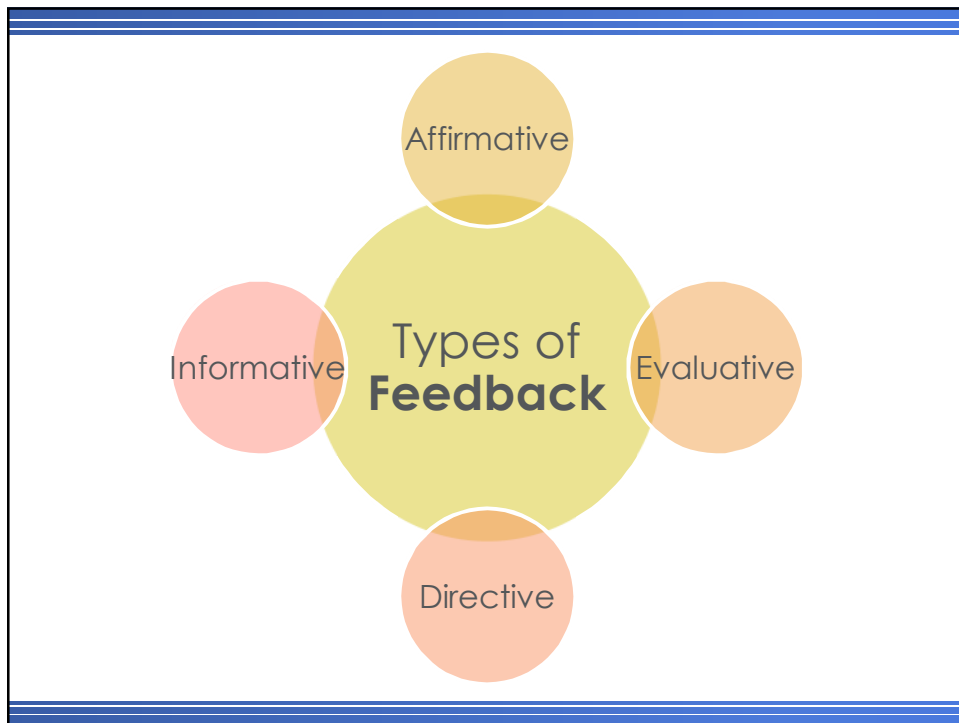 Affirmative
Types of
Feedback
Informative
Evaluative
Directive